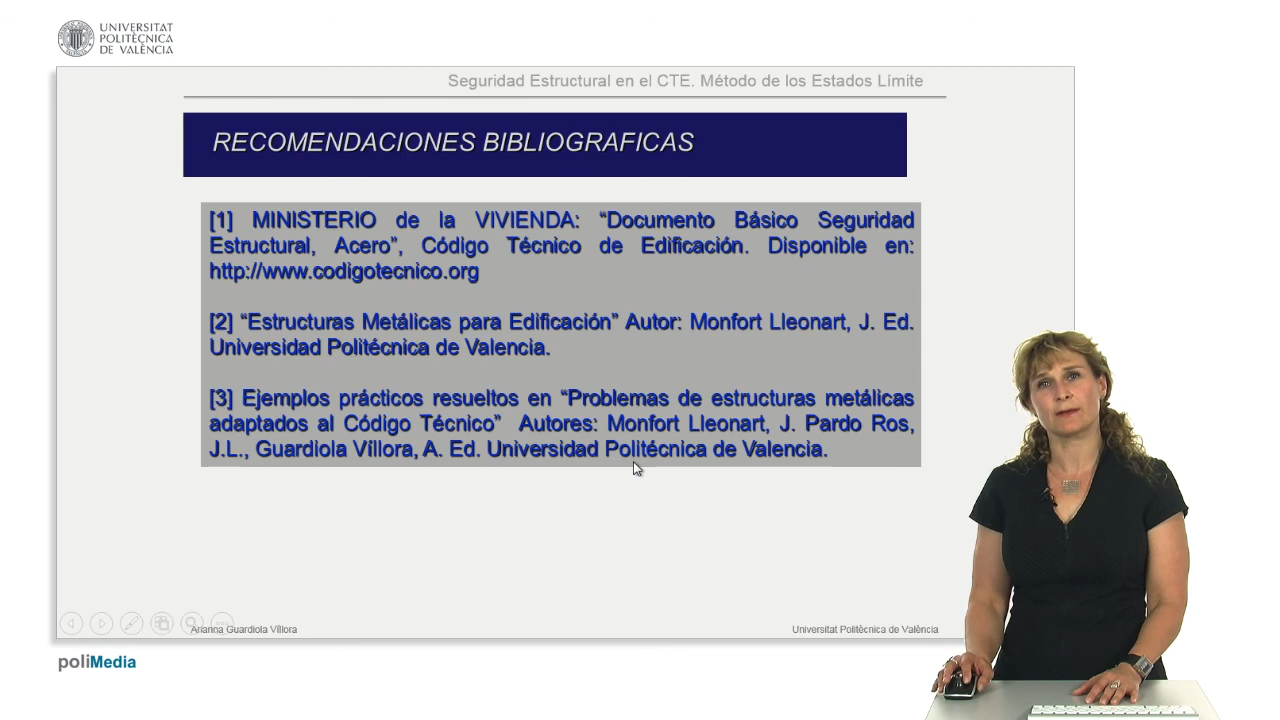 UNIVERSITAT
POLITÈCNICA
DE VALÈNCIA
Seguridad Estructural en el CTE. Método de los Estados Límite
RECOMENDACIONES BIBLIOGRAFICAS
[1] MINISTERIO de la VIVIENDA: “Documento Básico Seguridad
Estructural, Acero”, Código Técnico de Edificación. Disponible en:
http://www.codigotecnico.org
[2] “Estructuras Metálicas para Edificación” Autor: Monfort Lleonart, J. Ed.
Universidad Politécnica de Valencia.
[3] Ejemplos prácticos resueltos en “Problemas de estructuras metálicas
adaptados al Código Técnico” Autores: Monfort Lleonart, J. Pardo Ros,
J.L., Guardiola Víllora, A. Ed. Universidad Politécnica de Valencia.
Arianna Guardiola Víllora
Universitat Politècnica de València
poliMedia